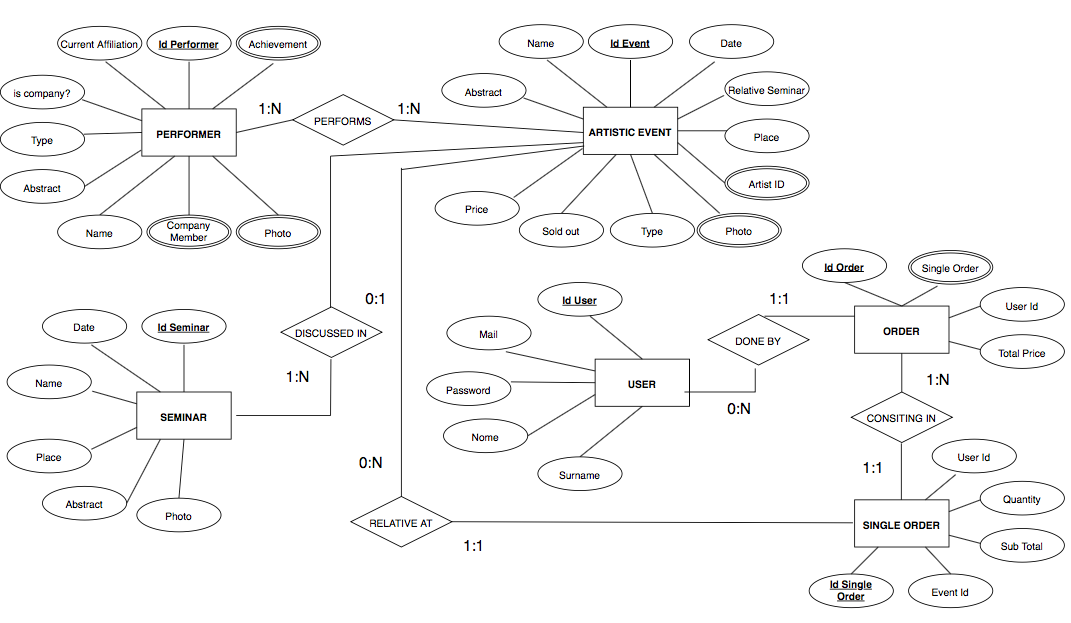 Current Affiliation
Id Performer
Achievement
is company?
Type
Abstract
Name
Company
Member
Photo
PERFORMER
1:N
PERFORMS
1:N
Name
Id Event
Date
Abstract
Relative Seminar
Place
ARTISTIC EVENT
Artist ID
Price
Sold out
Type
Photo
0:1
DISCUSSED IN
1:N
Date
Id Seminar
Name
SEMINAR
Place
Abstract
Photo
Id User
Mail
Password
USER
Nome
Surname
1:1
DONE BY
0:N
Id Order
Single Order
User Id
ORDER
Total Price
1:N
CONSITING IN
1:1
0:N
RELATIVE AT
1:1
User Id
Quantity
SINGLE ORDER
Sub Total
Id Single
Order
Event Id